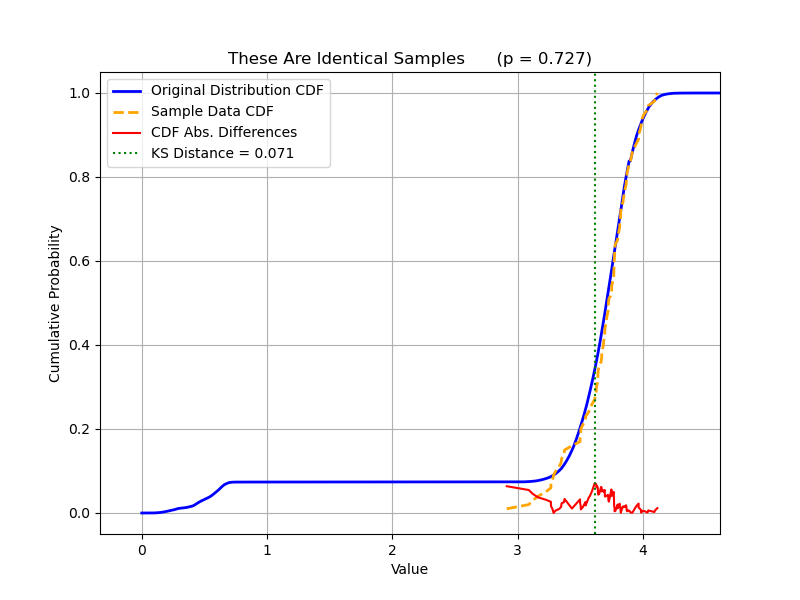 These Are Identical Samples (p = 0.727)
Original Distribution CDF
Sample Data CDF
CDF Abs. Differences
KS Distance = 0.071
Cumulative Probability
1.0
0.8
0.6
0.4
0.2
0.0
0 1 2 3 4
Value